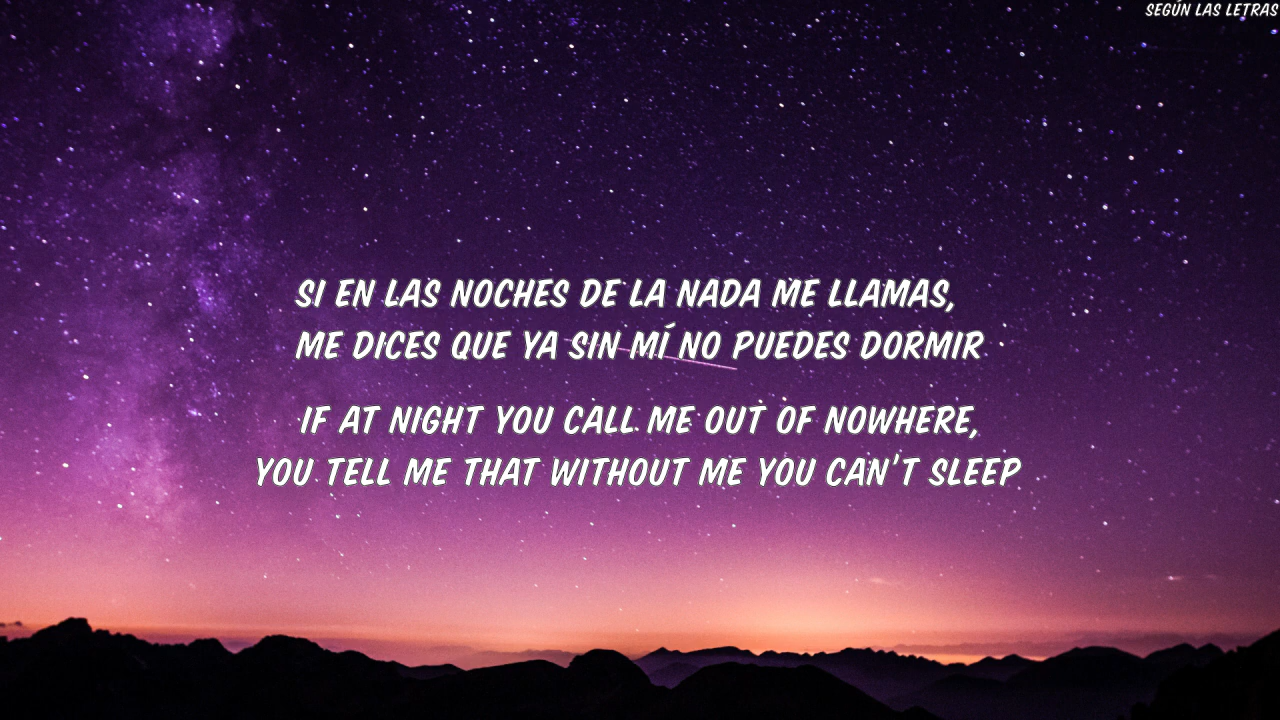 SEGÚN LAS LETRAS
SI EN LAS NOCHES DE LA NADA ME LLAMAS,
ME DICES QUE YA SIN MÍ NO PUEDES DORMIR
IF AT NIGHT YOU CALL ME OUT OF NOWHERE,
YOU TELL ME THAT WITHOUT ME YOU CAN'T SLEEP